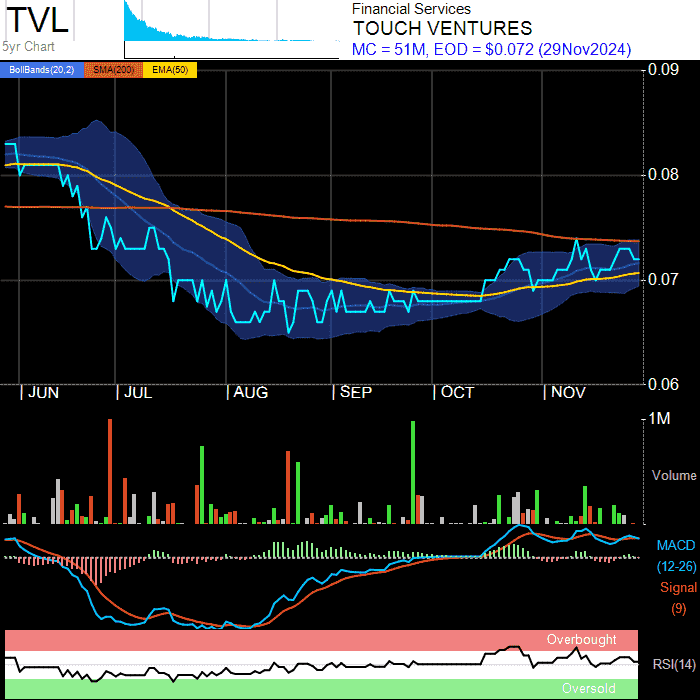 TVL
5yr Chart
Financial Services
TOUCH VENTURES
MC = 51M, EOD = $0.072 (29Nov2024)
BollBands(20,2) SMA(200) EMA(50)
0.09
0.08
0.07
0.06
JUN JUL AUG SEP OCT NOV
1M
Volume
MACD
(12-26)
Signal
(9)
Overbought
RSI(14)
Oversold